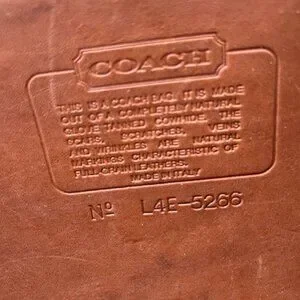 COACH
THIS IS A COACH BAG. IT IS MADE
OUT OF A COMPLETELY NATURAL
GLOVE TANNED COWHIDE. THE
SCARS, SCRATCHES, VEINS
AND WRINKLES ARE NATURAL
MARKINGS CHARACTERISTIC OF
FULL-GRAIN LEATHERS.
MADE IN ITALY
Nº L4E-5266